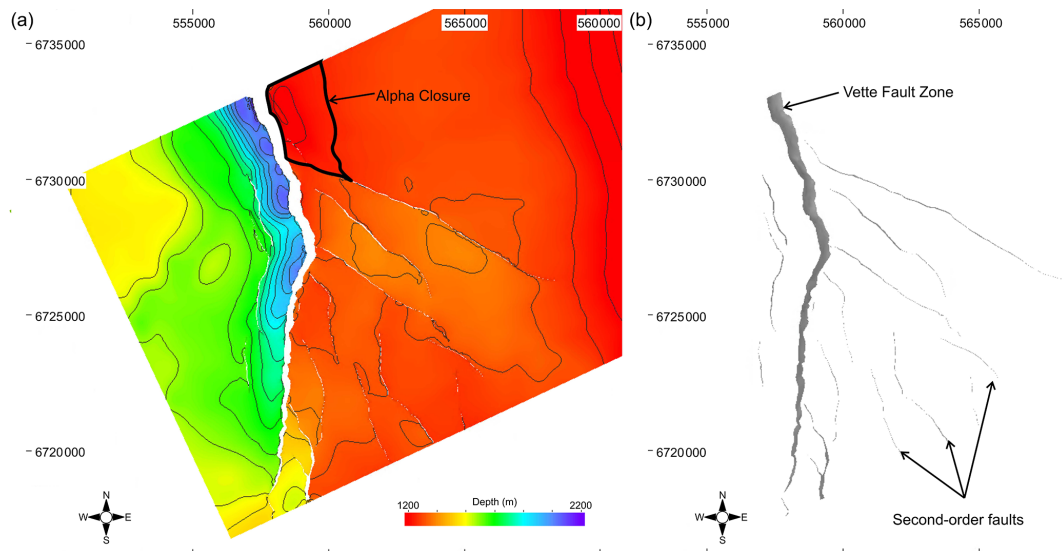 (a)
555000
560000
565000
560000
6735000
Alpha Closure
6730000
6725000
6720000
N
W
E
S
Depth (m)
1200
2200
(b)
555000
560000
565000
6735000
Vette Fault Zone
6730000
6725000
6720000
N
W
E
S
Second-order faults